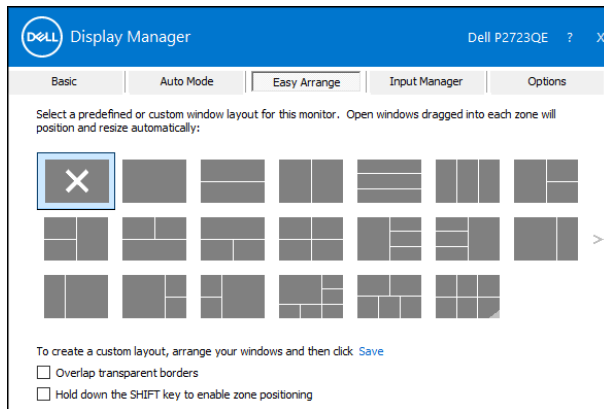 DELL Display Manager Dell P2723QE ? X
Basic Auto Mode Easy Arrange Input Manager Options
Select a predefined or custom window layout for this monitor. Open windows dragged into each zone will
position and resize automatically:
>
To create a custom layout, arrange your windows and then click Save
Overlap transparent borders
Hold down the SHIFT key to enable zone positioning